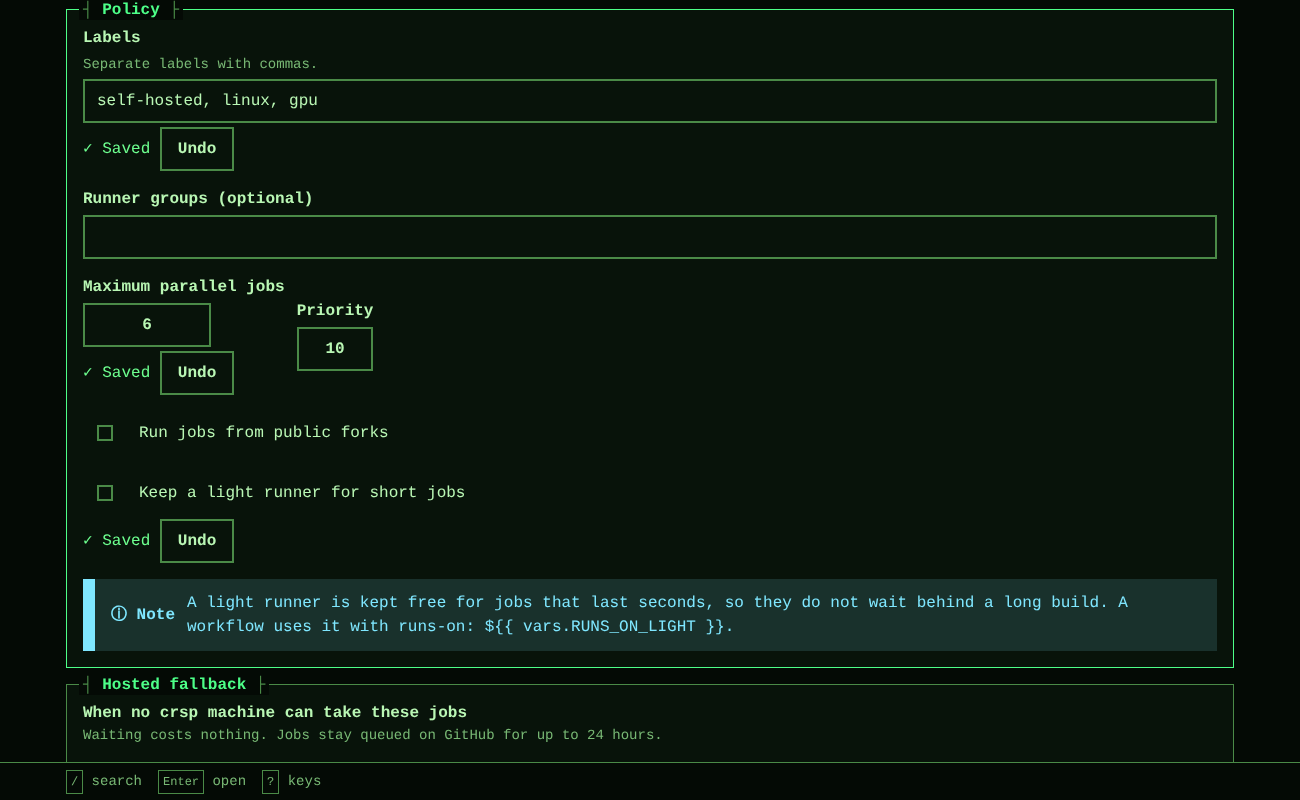 Policy
Labels
Separate labels with commas.
self-hosted, linux, gpu
✓ Saved Undo
Runner groups (optional)
Maximum parallel jobs
Priority
6
10
✓ Saved Undo
Run jobs from public forks
Keep a light runner for short jobs
✓ Saved Undo
ⓘ Note
A light runner is kept free for jobs that last seconds, so they do not wait behind a long build. A
workflow uses it with runs-on: ${{ vars.RUNS_ON_LIGHT }}.
Hosted fallback
When no crsp machine can take these jobs
Waiting costs nothing. Jobs stay queued on GitHub for up to 24 hours.
/ search Enter open ? keys